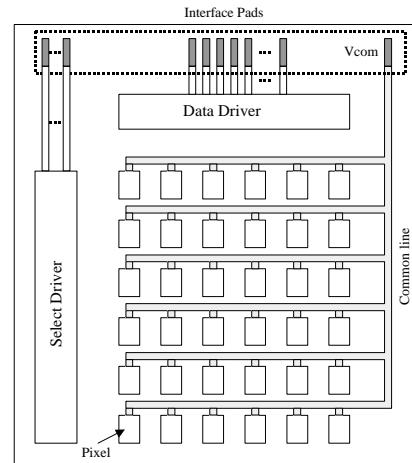 Interface Pads
Vcom
Data Driver
Select Driver
Common line
Pixel